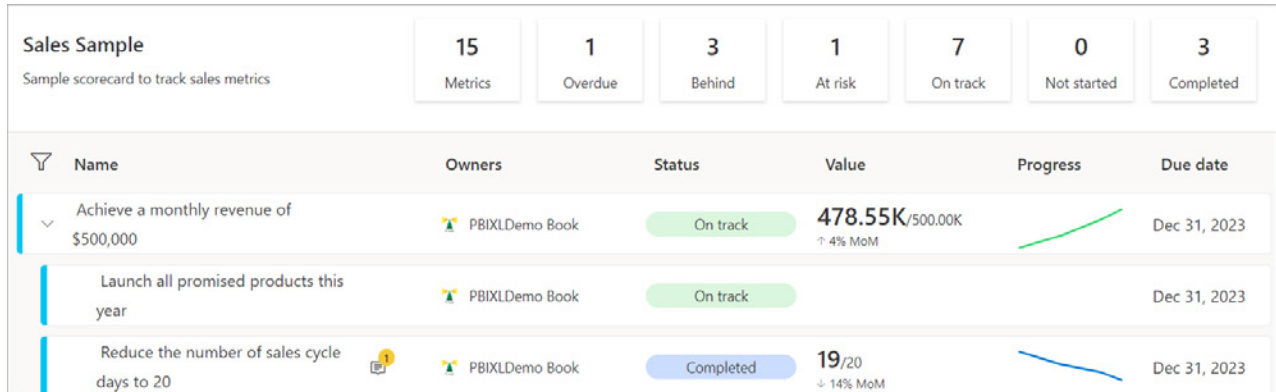 Sales Sample
Sample scorecard to track sales metrics
15
Metrics
1
Overdue
3
Behind
1
At risk
7
On track
0
Not started
3
Completed
Name Owners Status Value Progress Due date
Achieve a monthly revenue of
$500,000
PBIXLDemo Book
On track
478.55K/500.00K
↑ 4% MoM
Dec 31, 2023
Launch all promised products this
year
PBIXLDemo Book
On track
Dec 31, 2023
Reduce the number of sales cycle
days to 20
1
PBIXLDemo Book
Completed
19/20
↓ 14% MoM
Dec 31, 2023